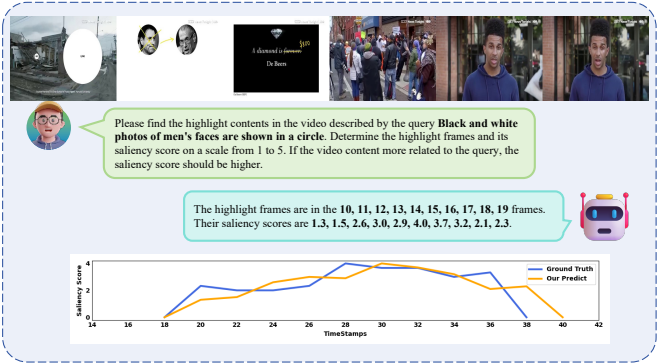 A diamond is forever
$100
De Beers
Please find the highlight contents in the video described by the query Black and white
photos of men's faces are shown in a circle. Determine the highlight frames and its
saliency score on a scale from 1 to 5. If the video content more related to the query, the
saliency score should be higher.
The highlight frames are in the 10, 11, 12, 13, 14, 15, 16, 17, 18, 19 frames.
Their saliency scores are 1.3, 1.5, 2.6, 3.0, 2.9, 4.0, 3.7, 3.2, 2.1, 2.3.
Saliency Score
4
2
0
Ground Truth
Our Predict
14 16 18 20 22 24 26 28 30 32 34 36 38 40 42
TimeStamps